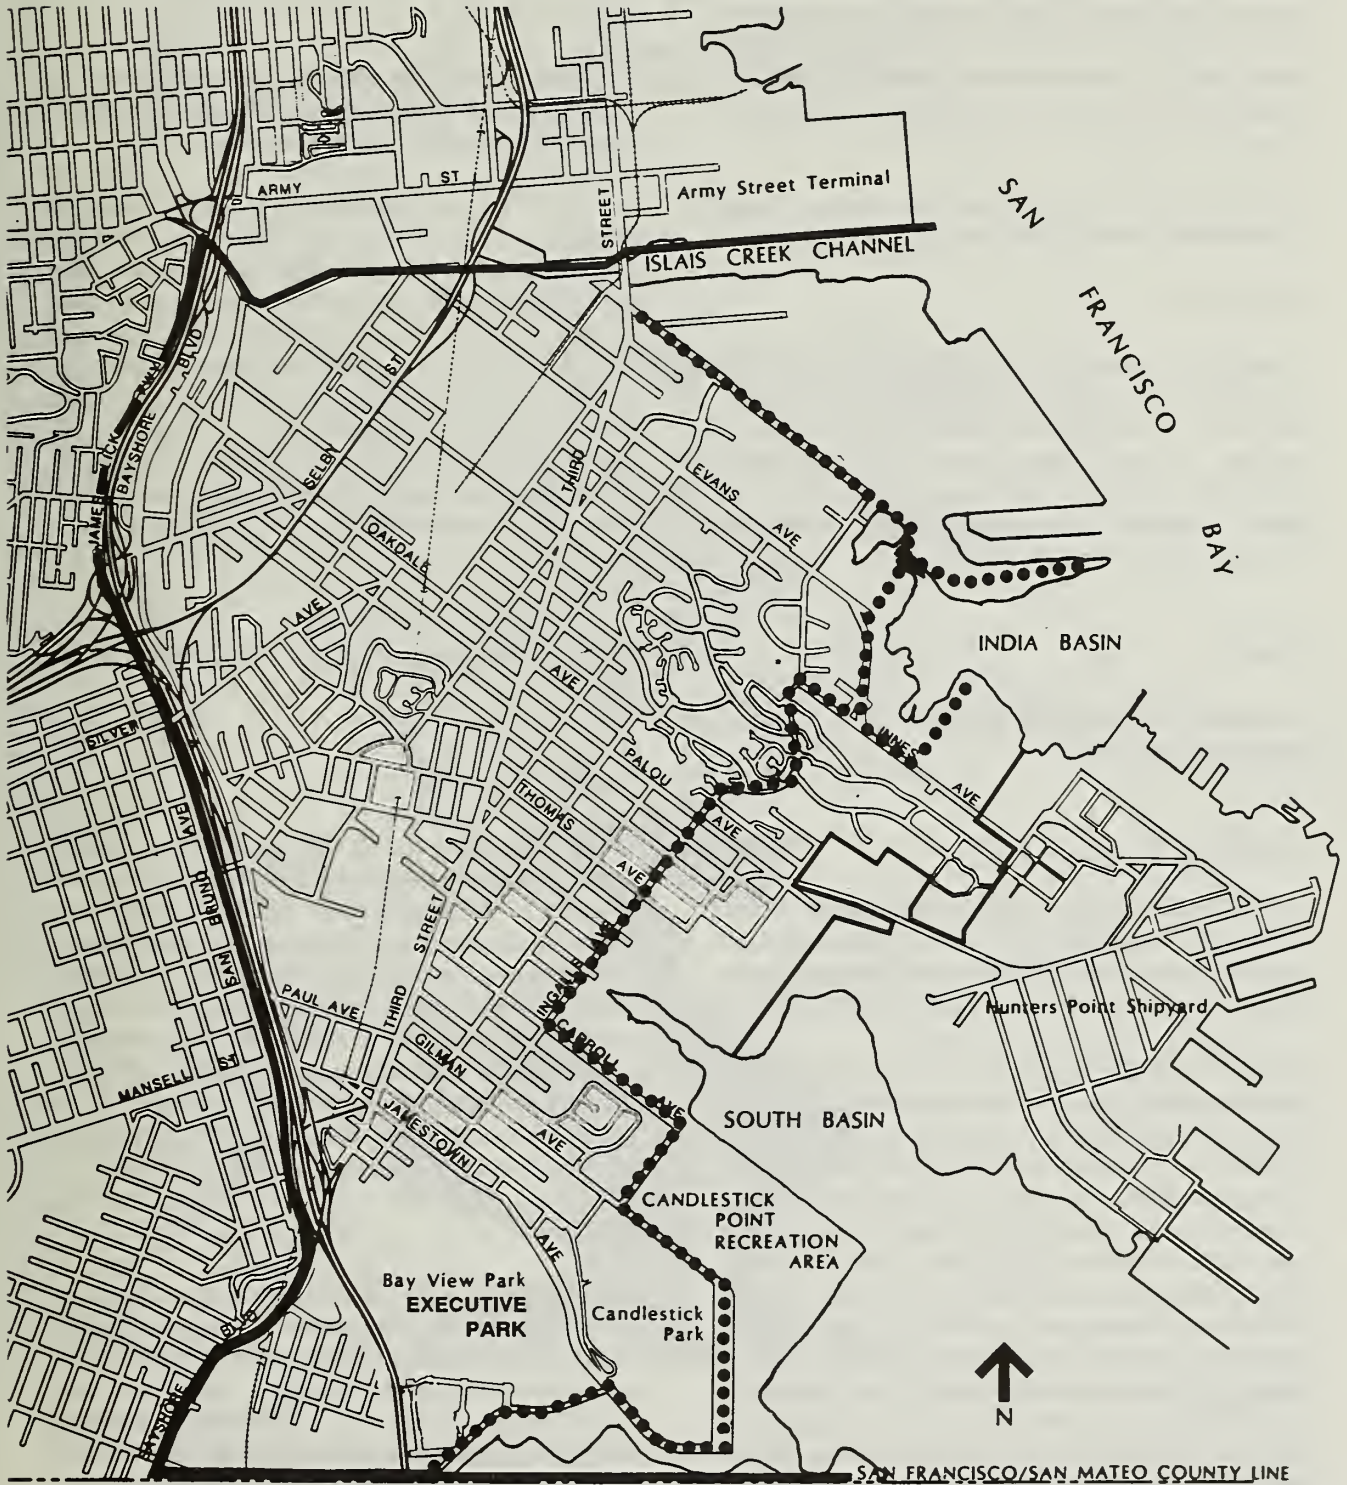 ARMY ST
Army Street Terminal
STREET
ISLAIS CREEK CHANNEL
SAN
FRANCISCO
BAY
BLVD
FWY
ST
BAYSHORE
JAMES LICK
SELBY
THIRD
EVANS
AVE
OAKDALE
AVE
INDIA BASIN
AVE
SILVER
AVE
INNES
AVE
PALOU
AVE
THOMAS
AVE
SAN BRUNO
STREET
THIRD
INGALLS AVE
PAUL AVE
Hunters Point Shipyard
CARROLL
AVE
GILMAN
AVE
MANSELL ST
JAMESTOWN
AVE
SOUTH BASIN
CANDLESTICK
POINT
RECREATION
AREA
Bay View Park
EXECUTIVE
PARK
Candlestick
Park
BLVD
BAYSHORE
N
SAN FRANCISCO/SAN MATEO COUNTY LINE